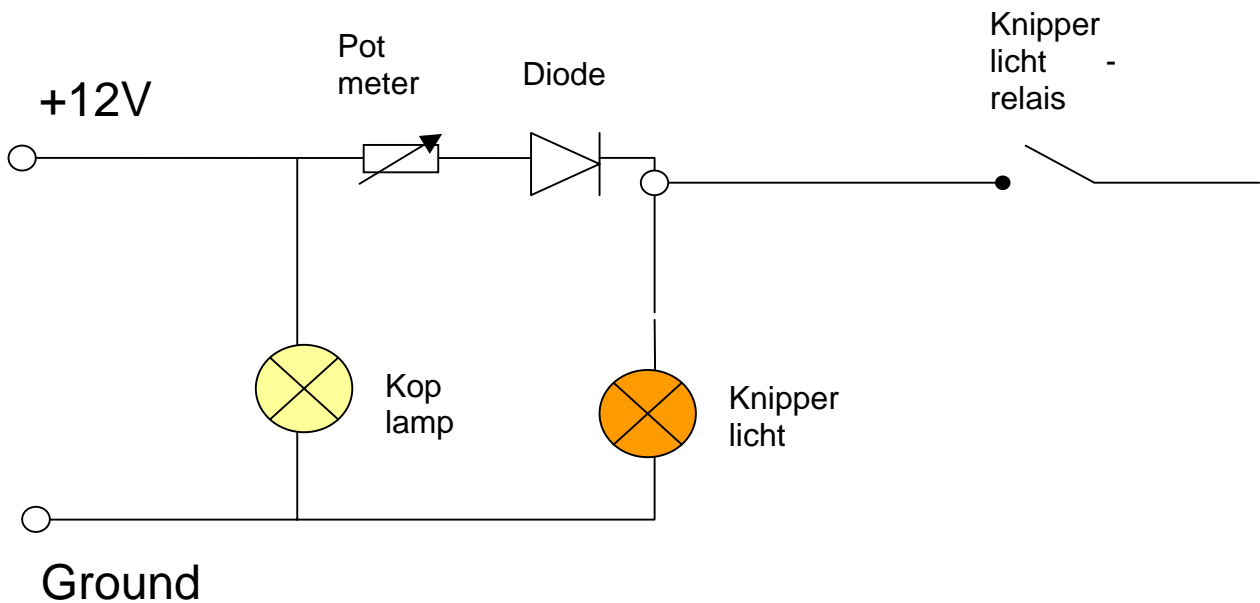 Knipper
licht -
relais
Pot
meter
Diode
+12V
Kop
lamp
Knipper
licht
Ground